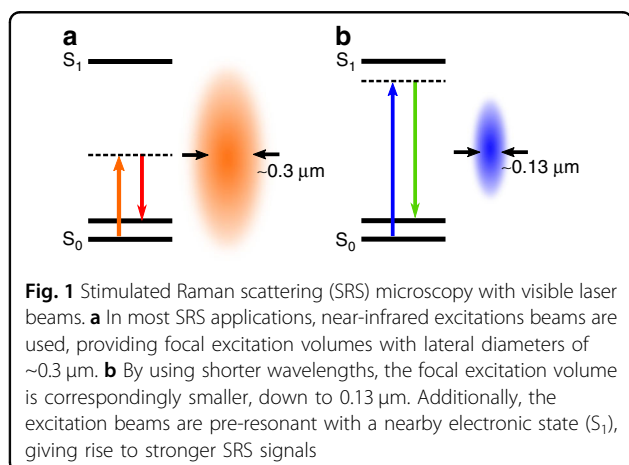 a
S1
S0
~0.3 μm
b
S1
S0
~0.13 μm
Fig. 1 Stimulated Raman scattering (SRS) microscopy with visible laser
beams. a In most SRS applications, near-infrared excitations beams are
used, providing focal excitation volumes with lateral diameters of
~0.3 μm. b By using shorter wavelengths, the focal excitation volume
is correspondingly smaller, down to 0.13 μm. Additionally, the
excitation beams are pre-resonant with a nearby electronic state (S1),
giving rise to stronger SRS signals